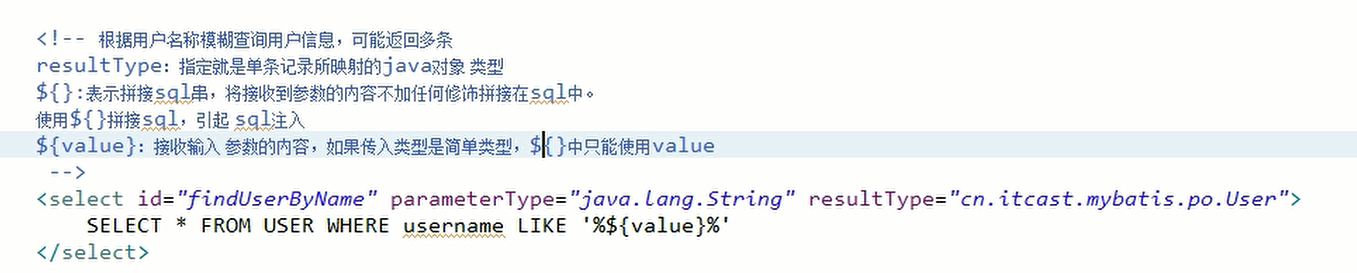 <!-- 根据用户名称模糊查询用户信息，可能返回多条
resultType：指定就是单条记录所映射的java对象 类型
${}:表示拼接sql串，将接收到参数的内容不加任何修饰拼接在sql中。
使用${}拼接sql，引起 sql注入
${value}：接收输入 参数的内容，如果传入类型是简单类型，${}中只能使用value
-->
<select id="findUserByName" parameterType="java.lang.String" resultType="cn.itcast.mybatis.po.User">
SELECT * FROM USER WHERE username LIKE '%${value}%'
</select>